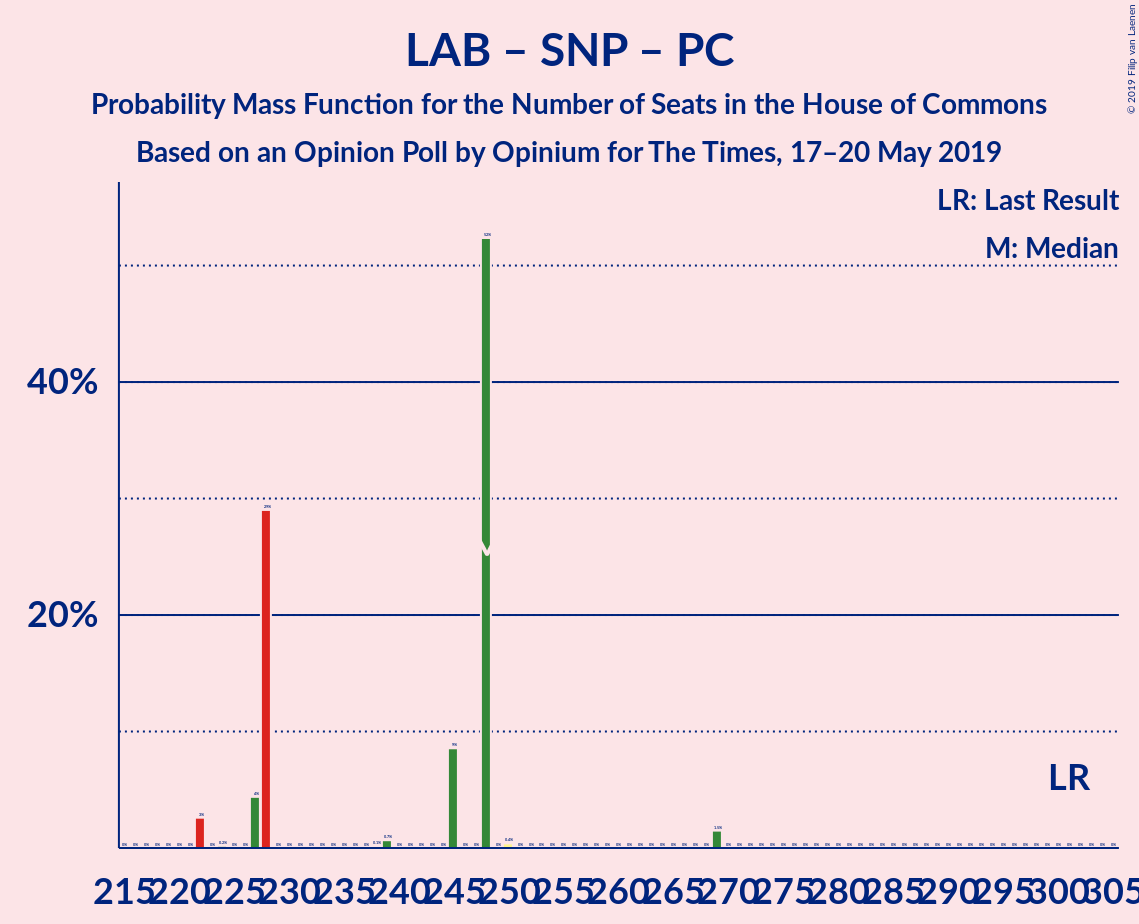 © 2019 Filip van Laenen
LAB – SNP – PC
Probability Mass Function for the Number of Seats in the House of Commons
Based on an Opinion Poll by Opinium for The Times, 17–20 May 2019
LR: Last Result
M: Median
40%
20%
M
LR
215 220 225 230 235 240 245 250 255 260 265 270 275 280 285 290 295 300 305